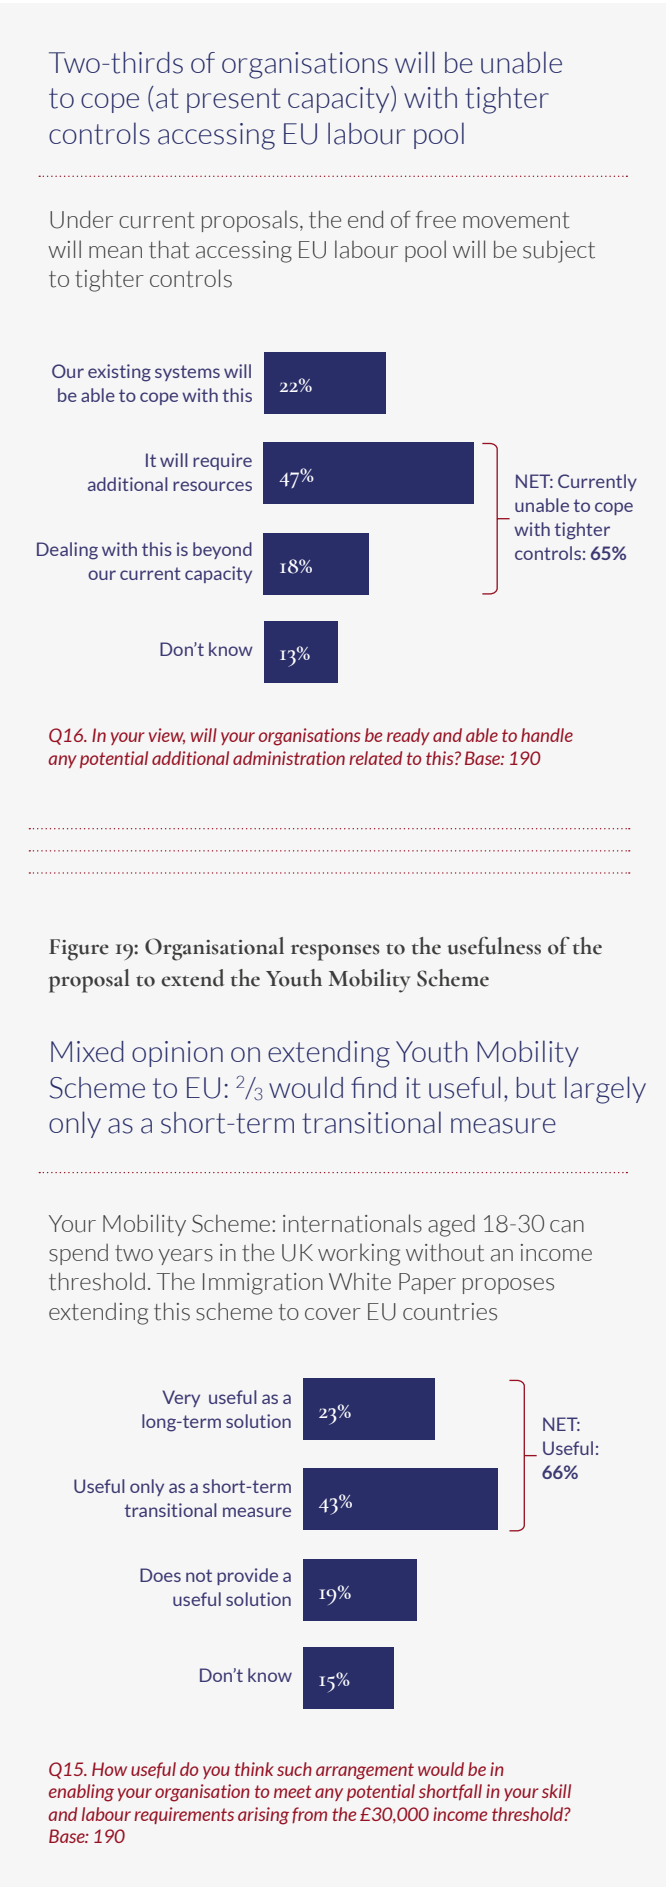 Two-thirds of organisations will be unable
to cope (at present capacity) with tighter
controls accessing EU labour pool
Under current proposals, the end of free movement
will mean that accessing EU labour pool will be subject
to tighter controls
Our existing systems will
be able to cope with this
22%
It will require
additional resources
47%
Dealing with this is beyond
our current capacity
18%
NET: Currently
unable to cope
with tighter
controls: 65%
Don't know
13%
Q16. In your view, will your organisations be ready and able to handle
any potential additional administration related to this? Base: 190
Figure 19: Organisational responses to the usefulness of the
proposal to extend the Youth Mobility Scheme
Mixed opinion on extending Youth Mobility
Scheme to EU: 2/3 would find it useful, but largely
only as a short-term transitional measure
Your Mobility Scheme: internationals aged 18-30 can
spend two years in the UK working without an income
threshold. The Immigration White Paper proposes
extending this scheme to cover EU countries
Very useful as a
long-term solution
23%
Useful only as a short-term
transitional measure
43%
NET:
Useful:
66%
Does not provide a
useful solution
19%
Don't know
15%
Q15. How useful do you think such arrangement would be in
enabling your organisation to meet any potential shortfall in your skill
and labour requirements arising from the £30,000 income threshold?
Base: 190